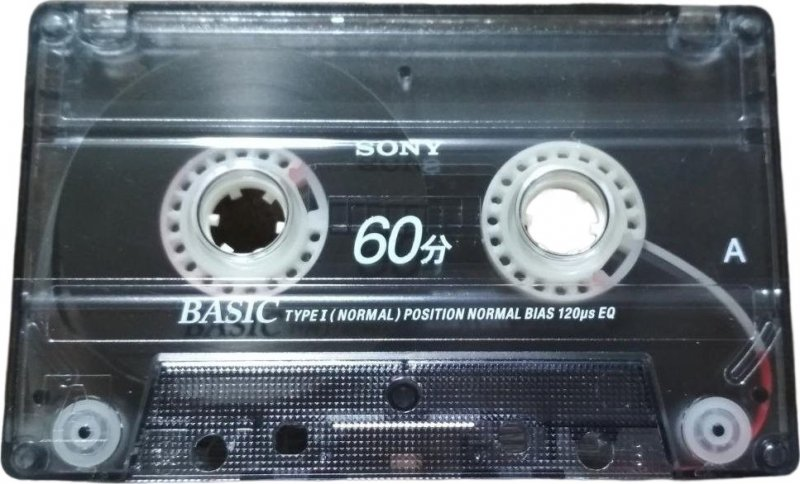 SONY
60分
A
BASIC TYPE I (NORMAL) POSITION NORMAL BIAS 120µs EQ